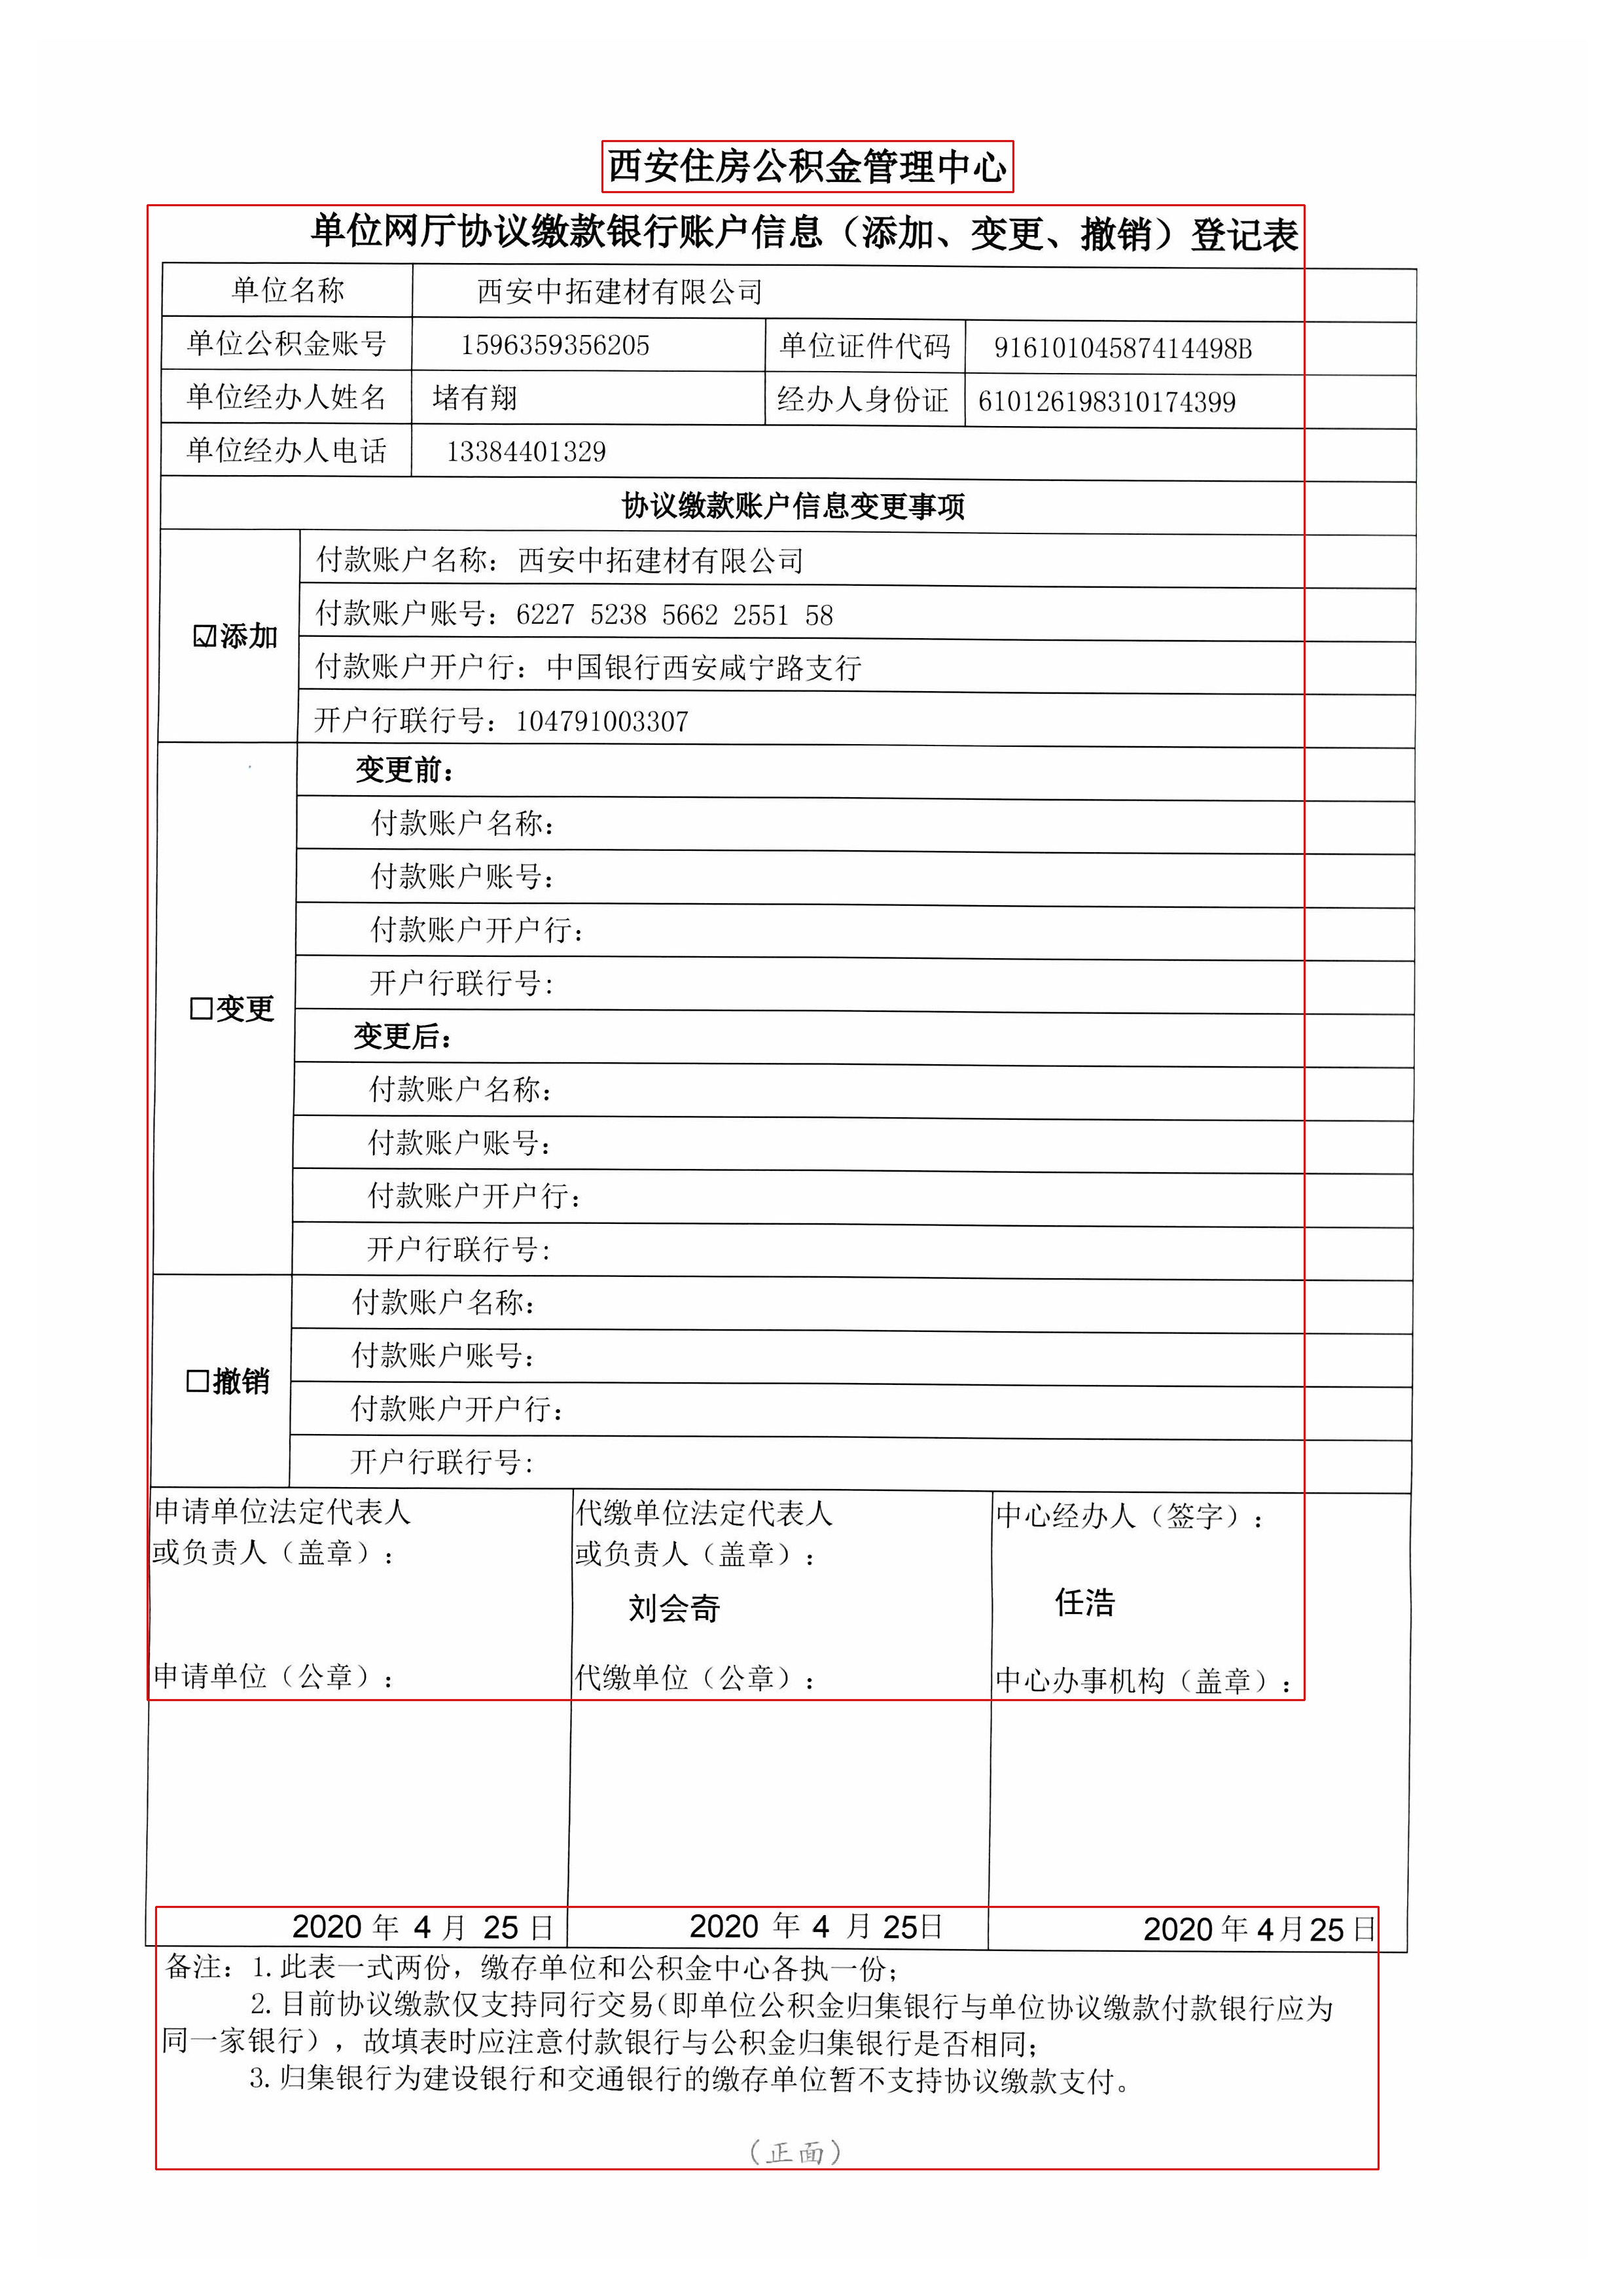 西安住房公积金管理中心
单位网厅协议缴款银行账户信息（添加、变更、撤销）登记表
单位名称 西安中拓建材有限公司
单位公积金账号 1596359356205 单位证件代码 91610104587414498B
单位经办人姓名 堵有翔 经办人身份证 610126198310174399
单位经办人电话 13384401329
协议缴款账户信息变更事项
付款账户名称：西安中拓建材有限公司
付款账户账号：6227 5238 5662 2551 58
☑添加
付款账户开户行：中国银行西安咸宁路支行
开户行联行号：104791003307
变更前：
付款账户名称：
付款账户账号：
付款账户开户行：
开户行联行号：
□变更
变更后：
付款账户名称：
付款账户账号：
付款账户开户行：
开户行联行号：
付款账户名称：
付款账户账号：
□撤销
付款账户开户行：
开户行联行号：
申请单位法定代表人
或负责人（盖章）：
申请单位（公章）：
2020 年 4 月 25 日
代缴单位法定代表人
或负责人（盖章）：
刘会奇
代缴单位（公章）：
2020 年 4 月 25日
中心经办人（签字）：
任浩
中心办事机构（盖章）：
2020 年 4月25 日
备注：1.此表一式两份，缴存单位和公积金中心各执一份；
2.目前协议缴款仅支持同行交易（即单位公积金归集银行与单位协议缴款付款银行应为
同一家银行），故填表时应注意付款银行与公积金归集银行是否相同；
3.归集银行为建设银行和交通银行的缴存单位暂不支持协议缴款支付。
（正面）